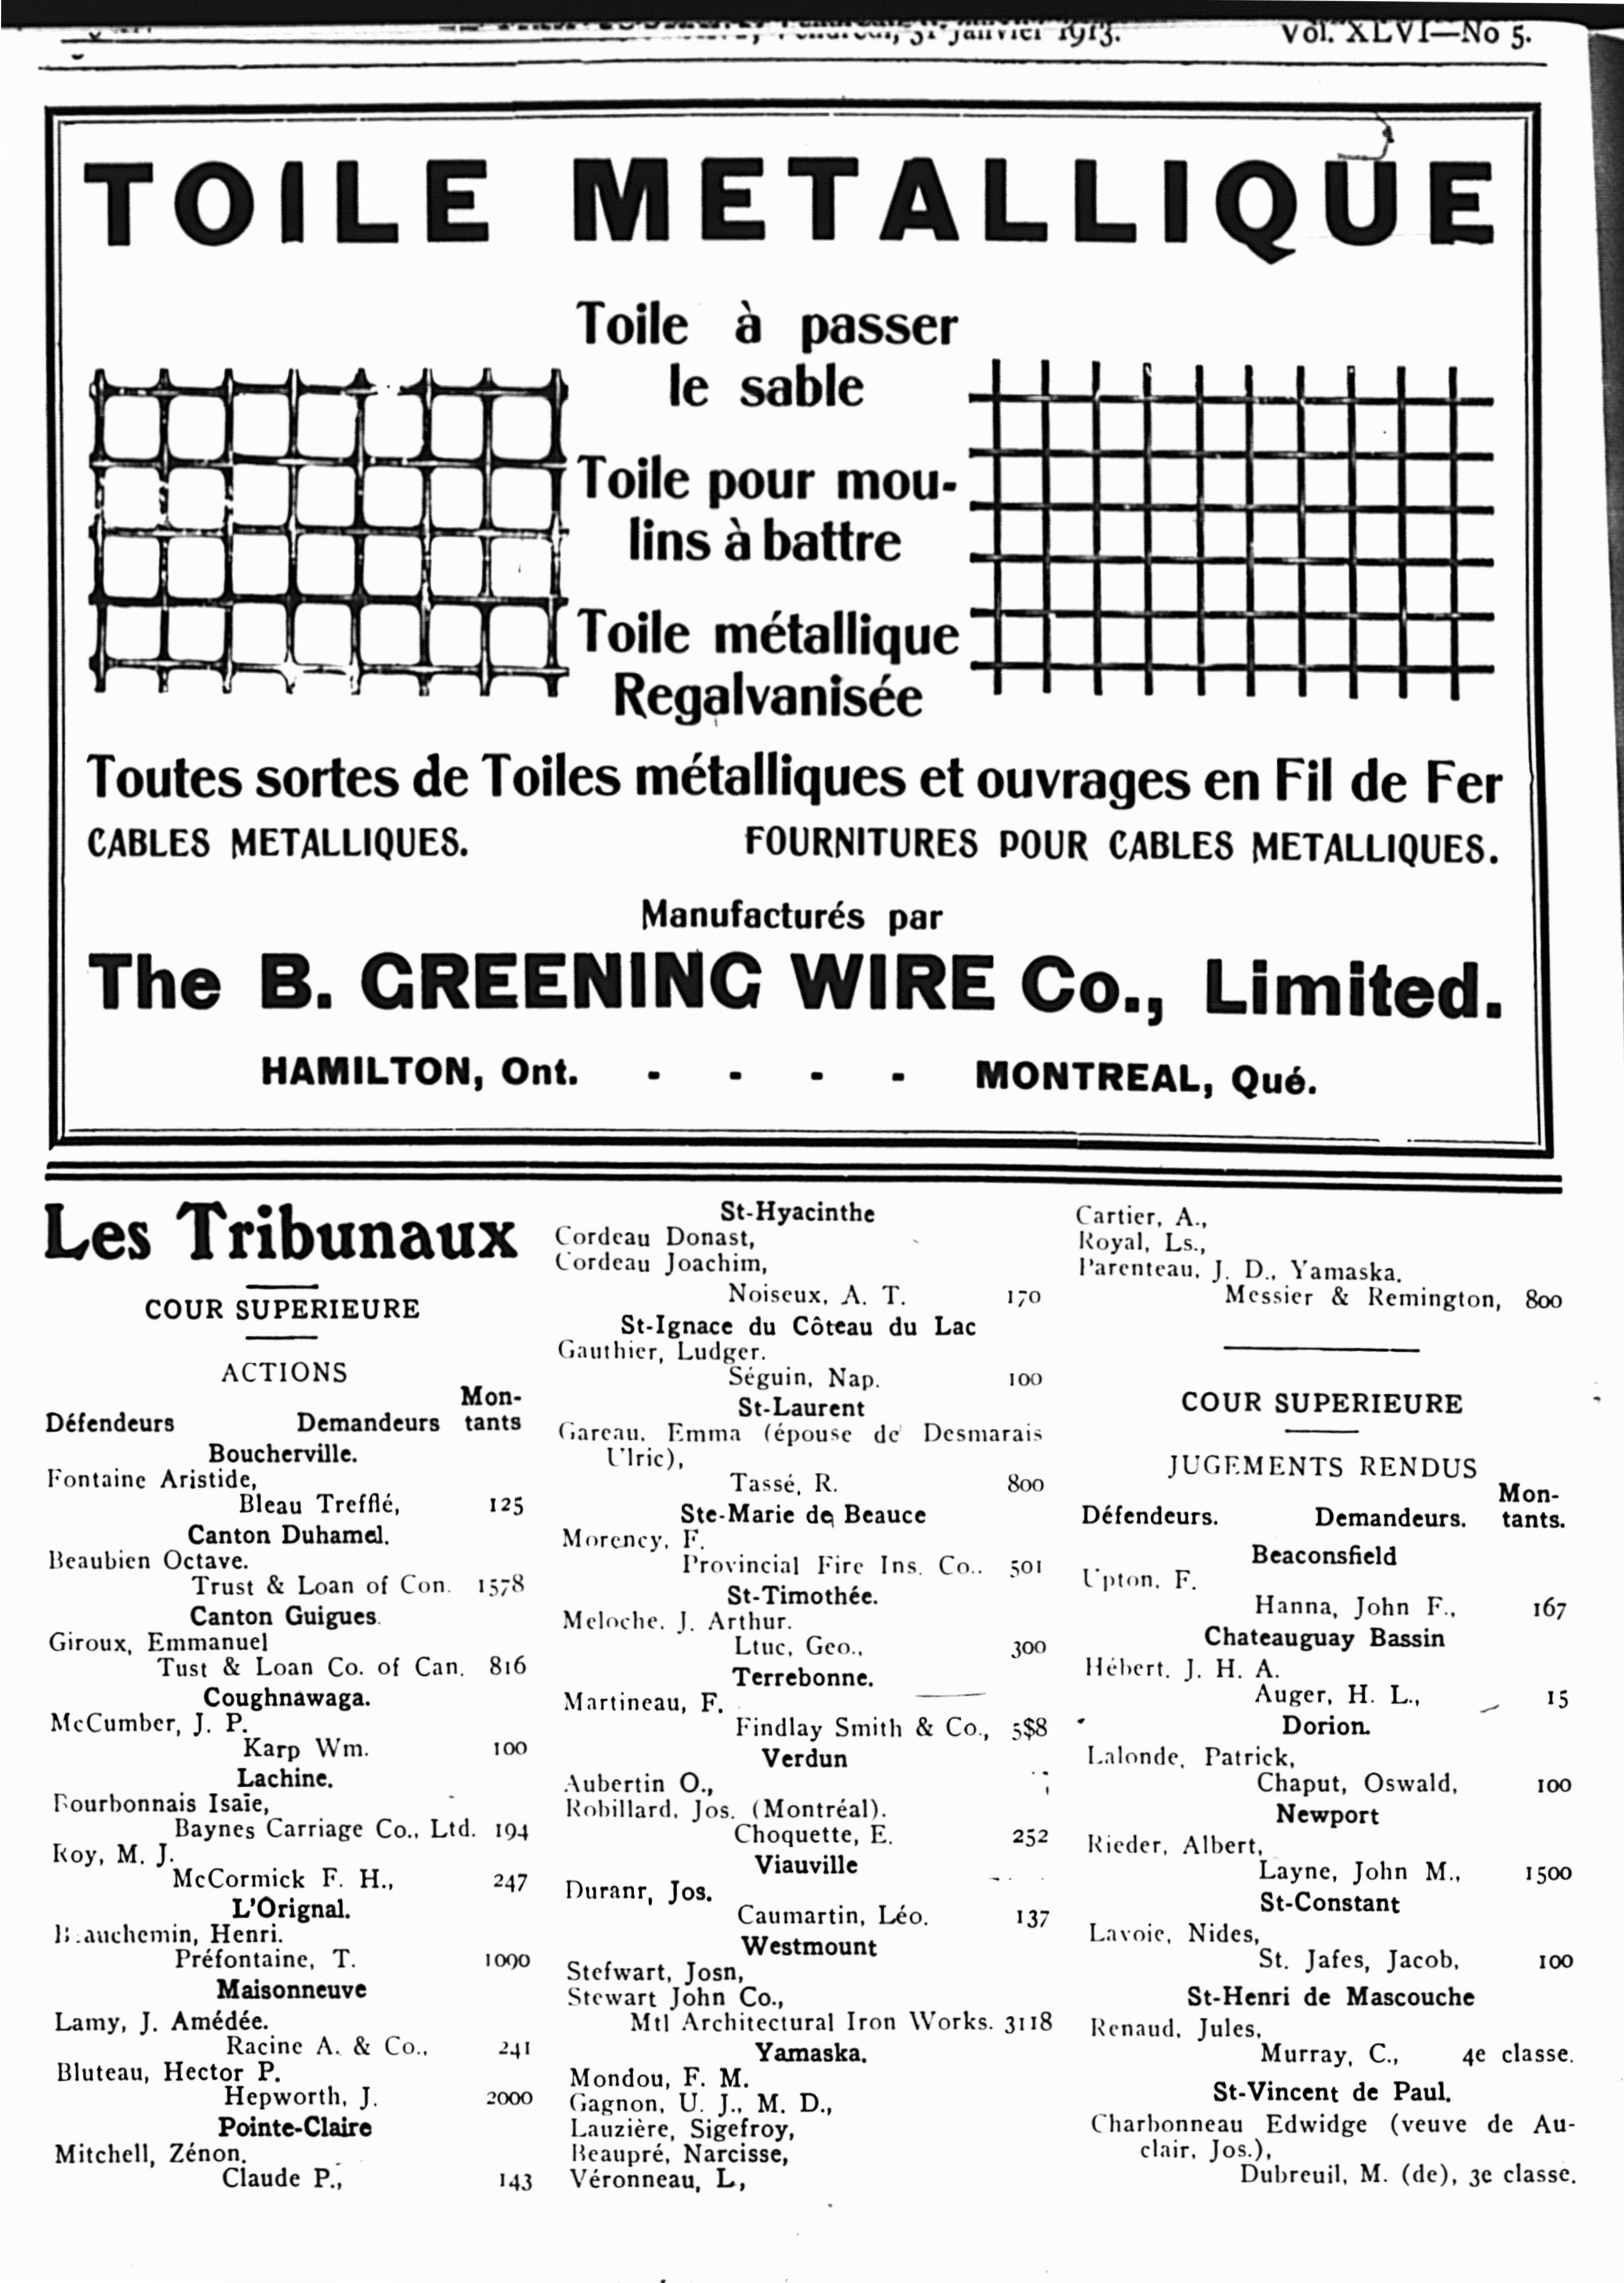 Vendredi, 31 janvier 1913.
Vol. XLVI—No 5.
TOILE METALLIQUE
Toile à passer
le sable
Toile pour mou-
lins à battre
Toile métallique
Regalvanisée
Toutes sortes de Toiles métalliques et ouvrages en Fil de Fer
CABLES METALLIQUES. FOURNITURES POUR CABLES METALLIQUES.
Manufacturés par
The B. GREENING WIRE Co., Limited.
HAMILTON, Ont. - - - - MONTREAL, Qué.
Les Tribunaux
COUR SUPERIEURE
ACTIONS
Mon-
Défendeurs Demandeurs tants
Boucherville.
Fontaine Aristide,
Bleau Trefflé, 125
Canton Duhamel.
Beaubien Octave.
Trust & Loan of Con. 1578
Canton Guigues.
Giroux, Emmanuel
Tust & Loan Co. of Can. 816
Coughnawaga.
McCumber, J. P.
Karp Wm. 100
Lachine.
Bourbonnais Isaïe,
Baynes Carriage Co., Ltd. 194
Roy, M. J.
McCormick F. H., 247
L'Orignal.
Beauchemin, Henri.
Préfontaine, T. 1090
Maisonneuve
Lamy, J. Amédée.
Racine A. & Co., 241
Bluteau, Hector P.
Hepworth, J. 2000
Pointe-Claire
Mitchell, Zénon.
Claude P., 143
St-Hyacinthe
Cordeau Donast,
Cordeau Joachim,
Noiseux, A. T. 170
St-Ignace du Côteau du Lac
Gauthier, Ludger.
Séguin, Nap. 100
St-Laurent
Gareau, Emma (épouse de Desmarais
Ulric),
Tassé, R. 800
Ste-Marie de Beauce
Morency, F.
Provincial Fire Ins. Co.. 501
St-Timothée.
Meloche, J. Arthur.
Ltuc, Geo., 300
Terrebonne.
Martineau, F.
Findlay Smith & Co., 5$8
Verdun
Aubertin O.,
Robillard, Jos. (Montréal).
Choquette, E. 252
Viauville
Duranr, Jos.
Caumartin, Léo. 137
Westmount
Stefwart, Josn,
Stewart John Co.,
Mtl Architectural Iron Works. 3118
Yamaska.
Mondou, F. M.
Gagnon, U. J., M. D.,
Lauzière, Sigefroy,
Beaupré, Narcisse,
Véronneau, L,
Cartier, A.,
Royal, Ls.,
Parenteau, J. D., Yamaska.
Messier & Remington, 800
COUR SUPERIEURE
JUGEMENTS RENDUS
Mon-
Défendeurs. Demandeurs. tants.
Beaconsfield
Upton, F.
Hanna, John F., 167
Chateauguay Bassin
Hébert. J. H. A.
Auger, H. L., 15
Dorion.
Lalonde, Patrick,
Chaput, Oswald, 100
Newport
Rieder, Albert,
Layne, John M., 1500
St-Constant
Lavoie, Nides,
St. Jafes, Jacob, 100
St-Henri de Mascouche
Renaud, Jules,
Murray, C., 4e classe.
St-Vincent de Paul.
Charbonneau Edwidge (veuve de Au-
clair, Jos.),
Dubreuil, M. (de), 3e classe.